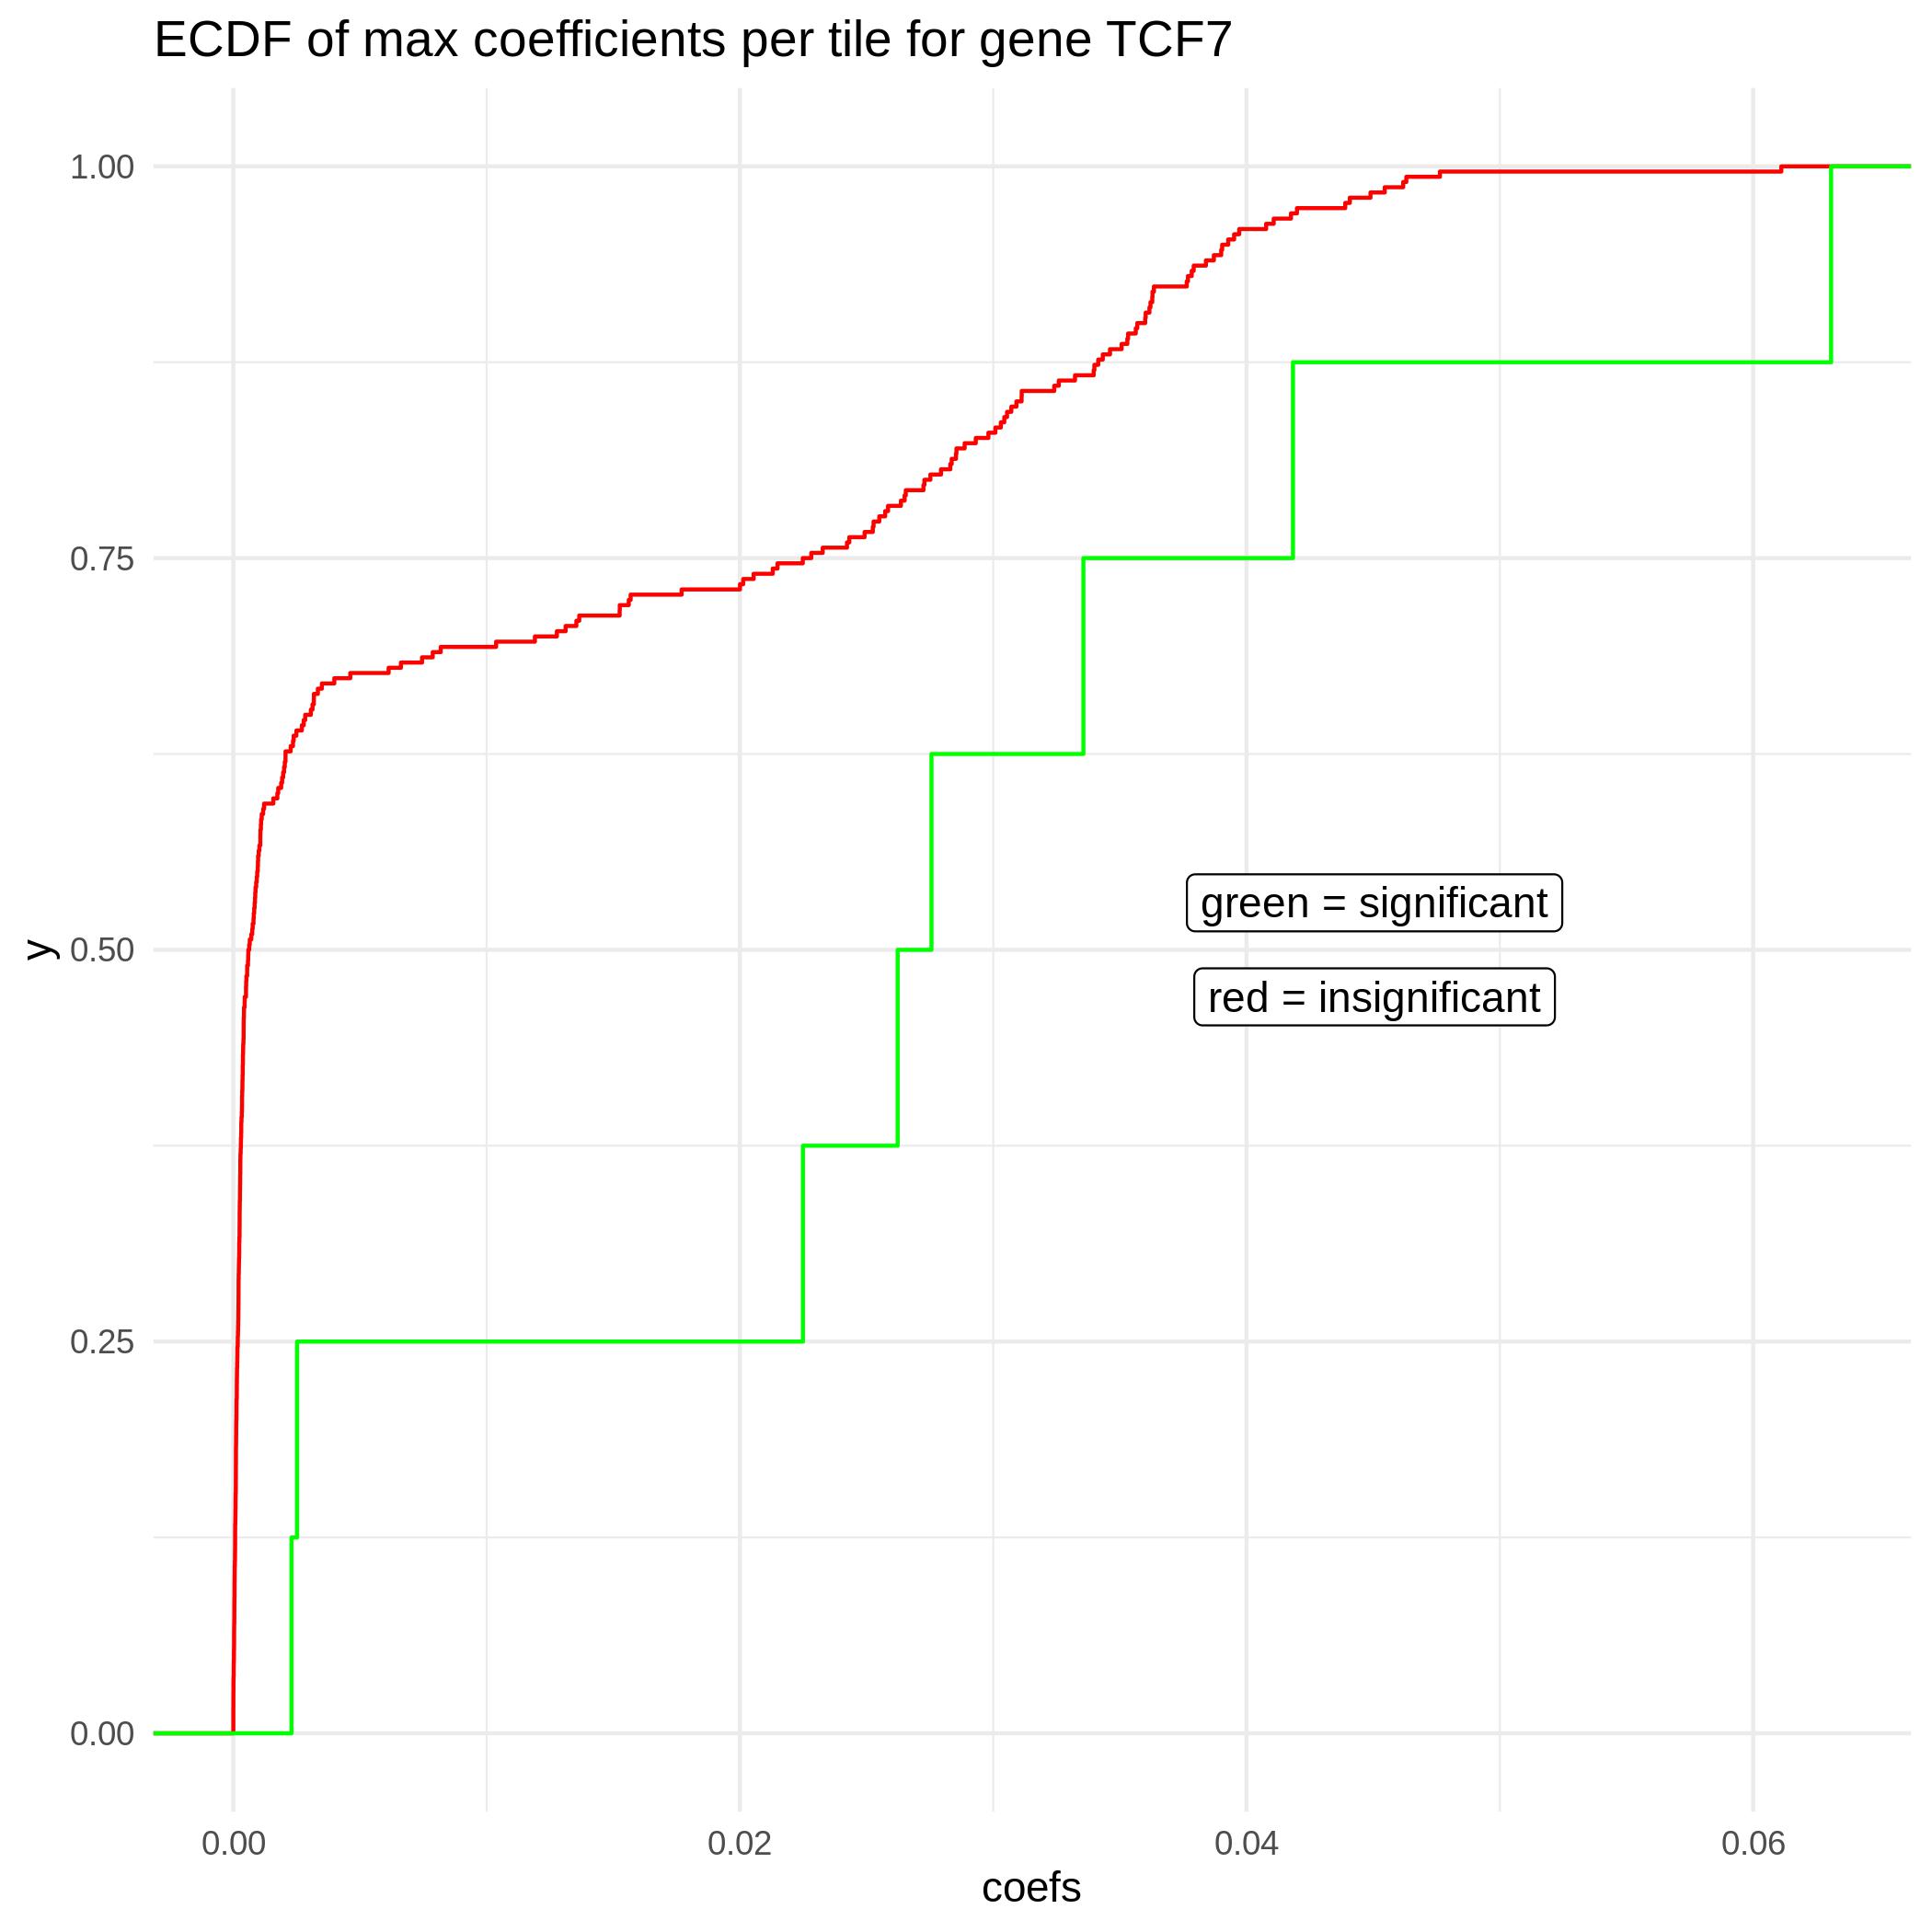 ECDF of max coefficients per tile for gene TCF7
1.00
0.75
0.50
0.25
0.00
y
green = significant
red = insignificant
0.00 0.02 0.04 0.06
coefs